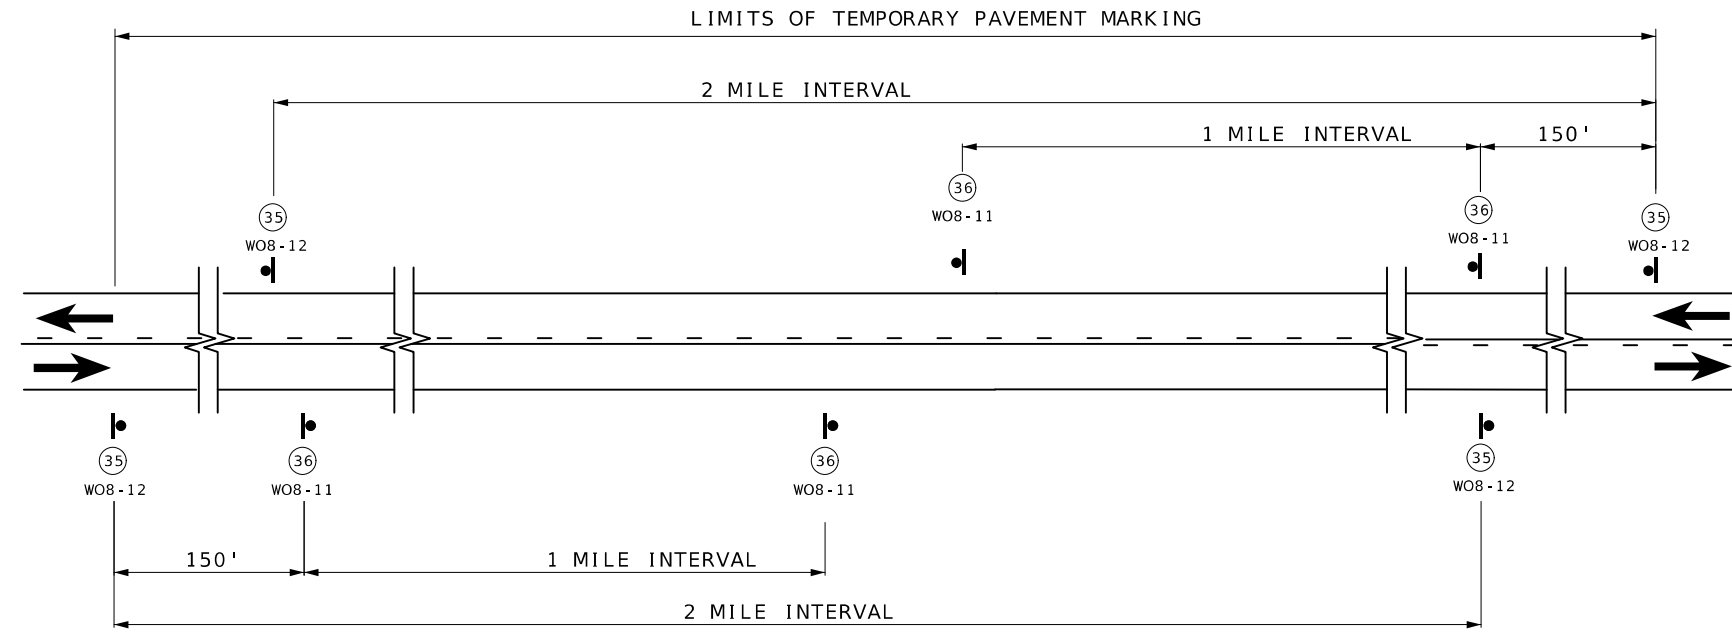 LIMITS OF TEMPORARY PAVEMENT MARKING
2 MILE INTERVAL
1 MILE INTERVAL
150'
36
WO8-11
35
WO8-12
36
WO8-11
35
WO8-12
35
WO8-12
36
WO8-11
36
WO8-11
35
WO8-12
150'
1 MILE INTERVAL
2 MILE INTERVAL